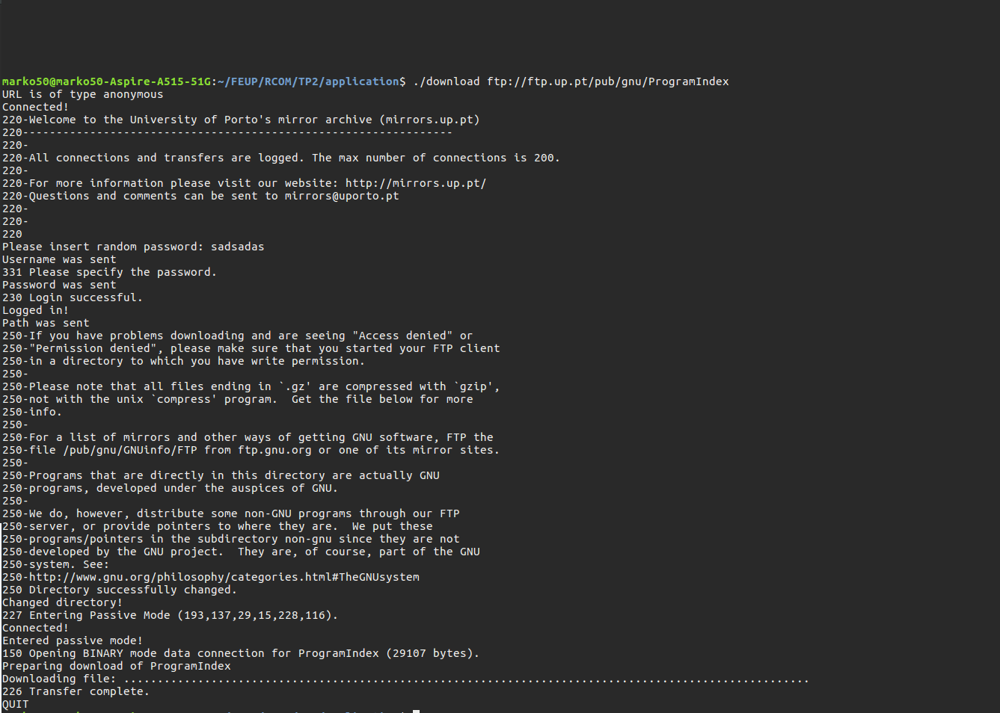 marko50@marko50-Aspire-A515-51G:~/FEUP/RCOM/TP2/application$ ./download ftp://ftp.up.pt/pub/gnu/ProgramIndex
URL is of type anonymous
Connected!
220-Welcome to the University of Porto's mirror archive (mirrors.up.pt)
220----------------------------------------------------------------
220-
220-All connections and transfers are logged. The max number of connections is 200.
220-
220-For more information please visit our website: http://mirrors.up.pt/
220-Questions and comments can be sent to mirrors@uporto.pt
220-
220-
220
Please insert random password: sadsadas
Username was sent
331 Please specify the password.
Password was sent
230 Login successful.
Logged in!
Path was sent
250-If you have problems downloading and are seeing "Access denied" or
250-"Permission denied", please make sure that you started your FTP client
250-in a directory to which you have write permission.
250-
250-Please note that all files ending in `.gz' are compressed with `gzip',
250-not with the unix `compress' program.  Get the file below for more
250-info.
250-
250-For a list of mirrors and other ways of getting GNU software, FTP the
250-file /pub/gnu/GNUinfo/FTP from ftp.gnu.org or one of its mirror sites.
250-
250-Programs that are directly in this directory are actually GNU
250-programs, developed under the auspices of GNU.
250-
250-We do, however, distribute some non-GNU programs through our FTP
250-server, or provide pointers to where they are.  We put these
250-programs/pointers in the subdirectory non-gnu since they are not
250-developed by the GNU project.  They are, of course, part of the GNU
250-system. See:
250-http://www.gnu.org/philosophy/categories.html#TheGNUsystem
250 Directory successfully changed.
Changed directory!
227 Entering Passive Mode (193,137,29,15,228,116).
Connected!
Entered passive mode!
150 Opening BINARY mode data connection for ProgramIndex (29107 bytes).
Preparing download of ProgramIndex
Downloading file: ......................................................................................................
226 Transfer complete.
QUIT